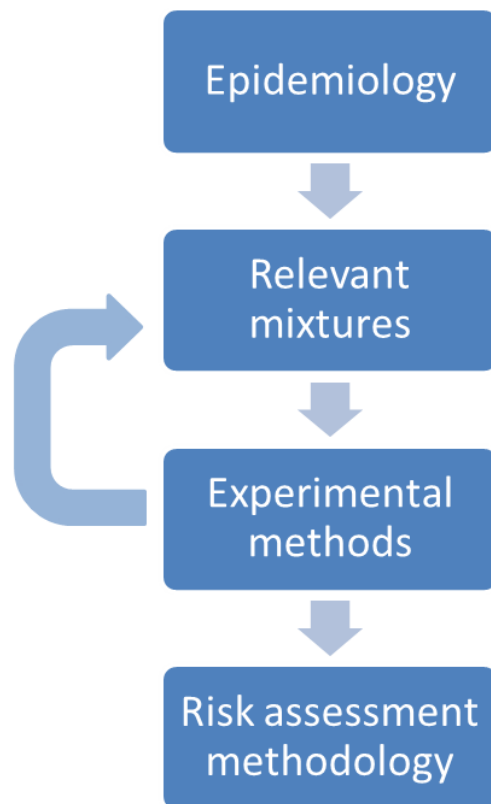 Epidemiology
Relevant
mixtures
Experimental
methods
Risk assessment
methodology